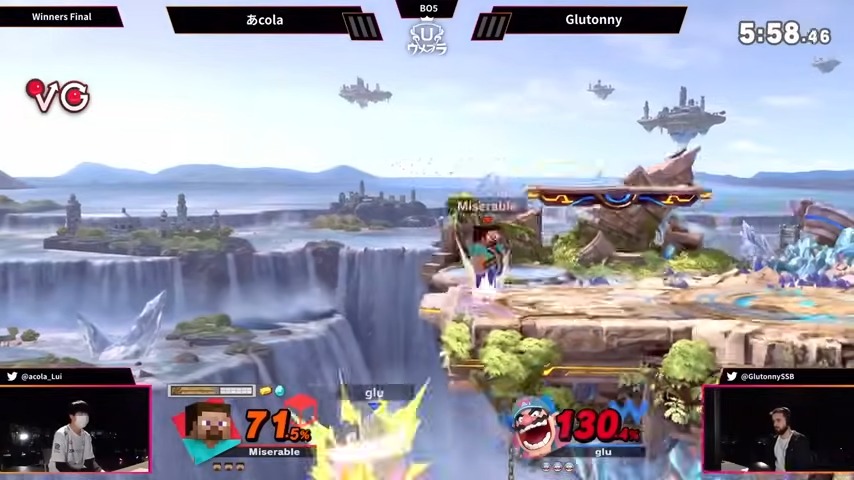 Winners Final
あcola
BO5
Glutonny
U
ウメブラ
5:58.46
VG
Miserable
@acola_Lui
@GlutonnySSB
glu
71.5%
130.4%
Miserable
glu